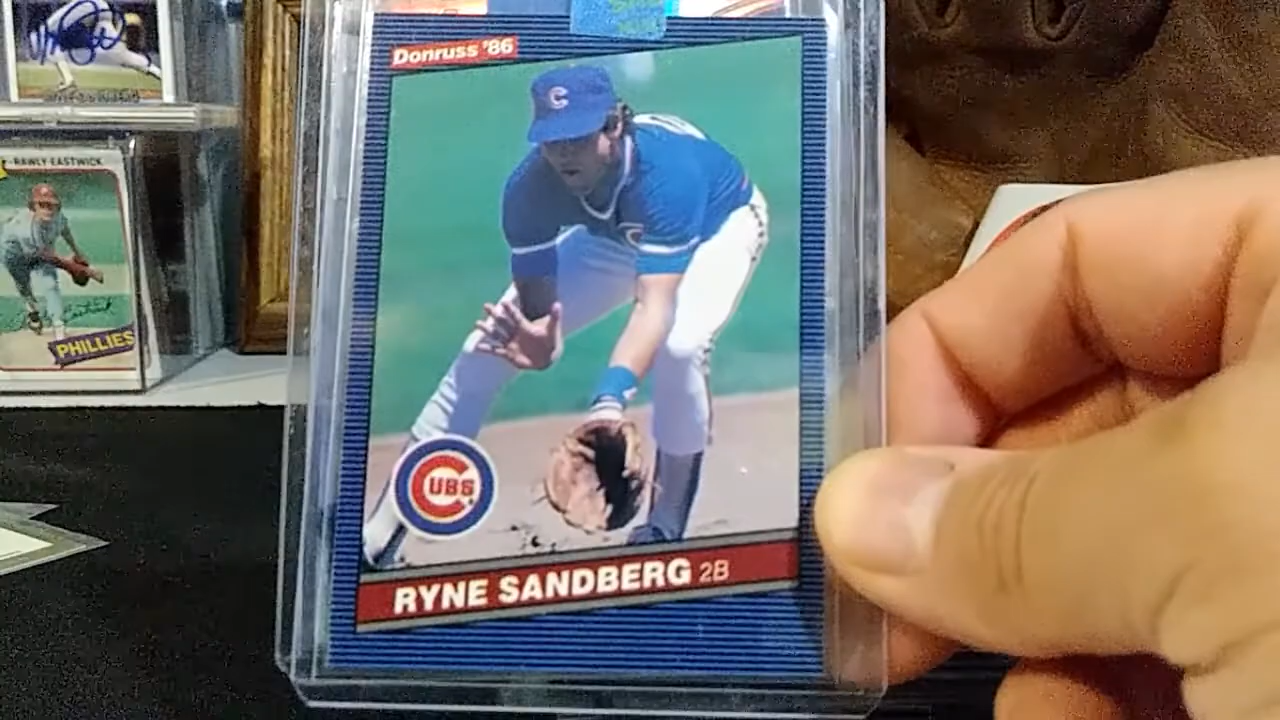 Donruss '86
C
RAWLY EASTWICK
PHILLIES
CUBS
RYNE SANDBERG 2B